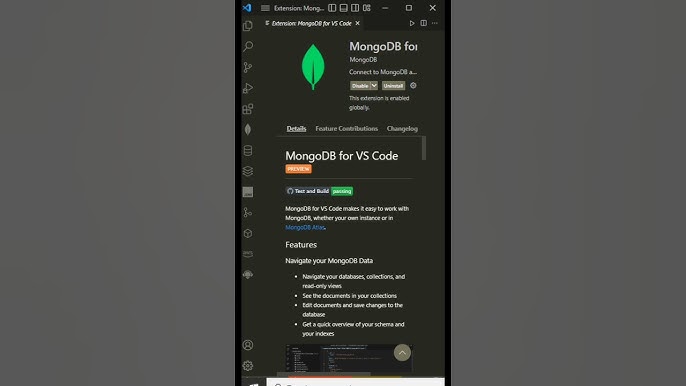 Extension: Mong...
Extension: MongoDB for VS Code
MongoDB for
MongoDB
Connect to MongoDB a...
Disable
Uninstall
This extension is enabled
globally.
Details
Feature Contributions
Changelog
MongoDB for VS Code
PREVIEW
Test and Build passing
MongoDB for VS Code makes it easy to work with
MongoDB, whether your own instance or in
MongoDB Atlas.
Features
Navigate your MongoDB Data
• Navigate your databases, collections, and
read-only views
• See the documents in your collections
• Edit documents and save changes to the
database
• Get a quick overview of your schema and
your indexes